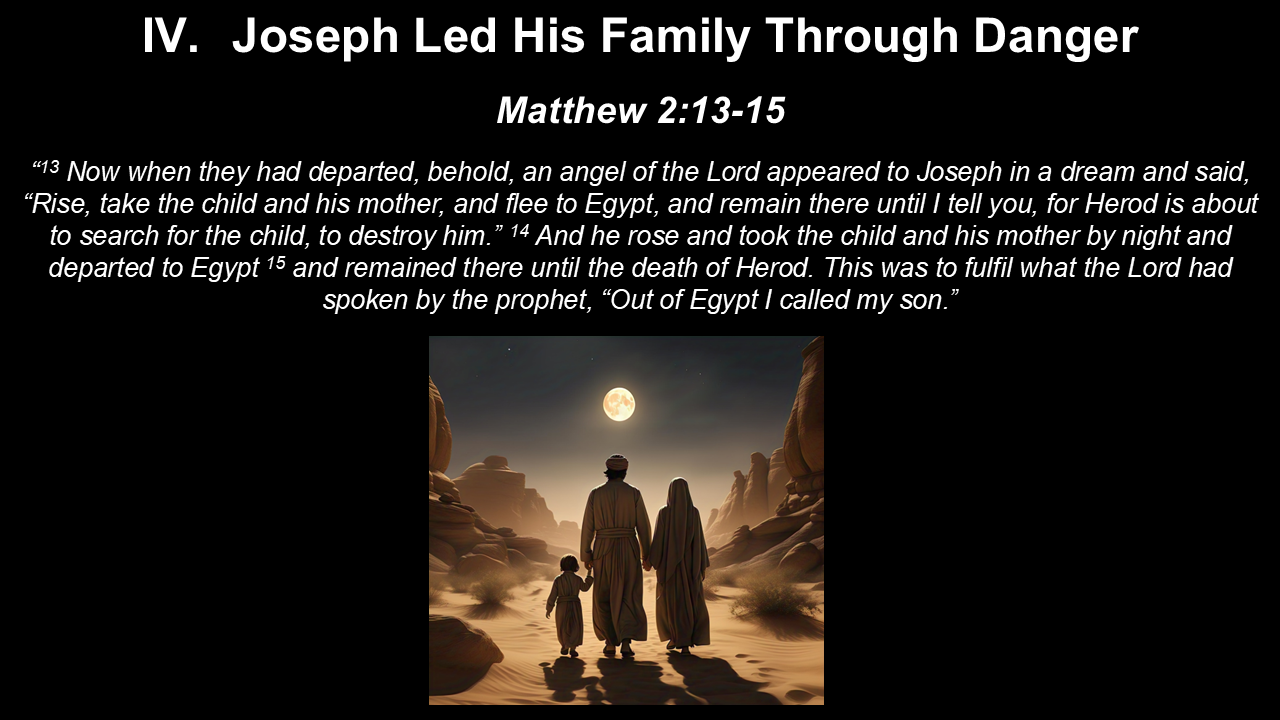 IV. Joseph Led His Family Through Danger
Matthew 2:13-15
“13 Now when they had departed, behold, an angel of the Lord appeared to Joseph in a dream and said,
“Rise, take the child and his mother, and flee to Egypt, and remain there until I tell you, for Herod is about
to search for the child, to destroy him.” 14 And he rose and took the child and his mother by night and
departed to Egypt 15 and remained there until the death of Herod. This was to fulfil what the Lord had
spoken by the prophet, “Out of Egypt I called my son.”